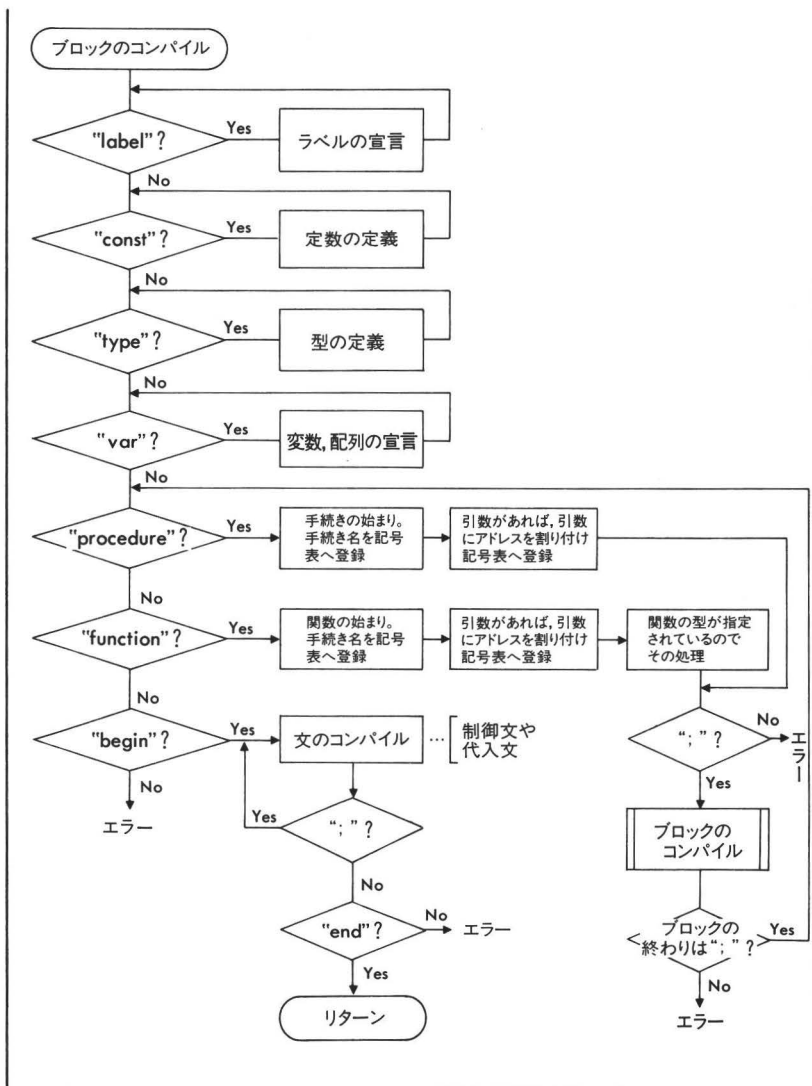 ブロックのコンパイル
"label"?
Yes
ラベルの宣言
No
"const"?
Yes
定数の定義
No
"type"?
Yes
型の定義
No
"var"?
Yes
変数,配列の宣言
No
"procedure"?
Yes
手続きの始まり。
手続き名を記号
表へ登録
引数があれば,引数
にアドレスを割り付け
記号表へ登録
No
"function"?
Yes
関数の始まり。
手続き名を記号
表へ登録
引数があれば,引数
にアドレスを割り付け
記号表へ登録
関数の型が指定
されているので
その処理
No
"begin"?
Yes
文のコンパイル
…
制御文や
代入文
No
エラー
"; "?
Yes
No
"end"?
No
エラー
Yes
リターン
"; "?
No
エラー
Yes
ブロックの
コンパイル
ブロックの
終わりは"; "?
Yes
No
エラー